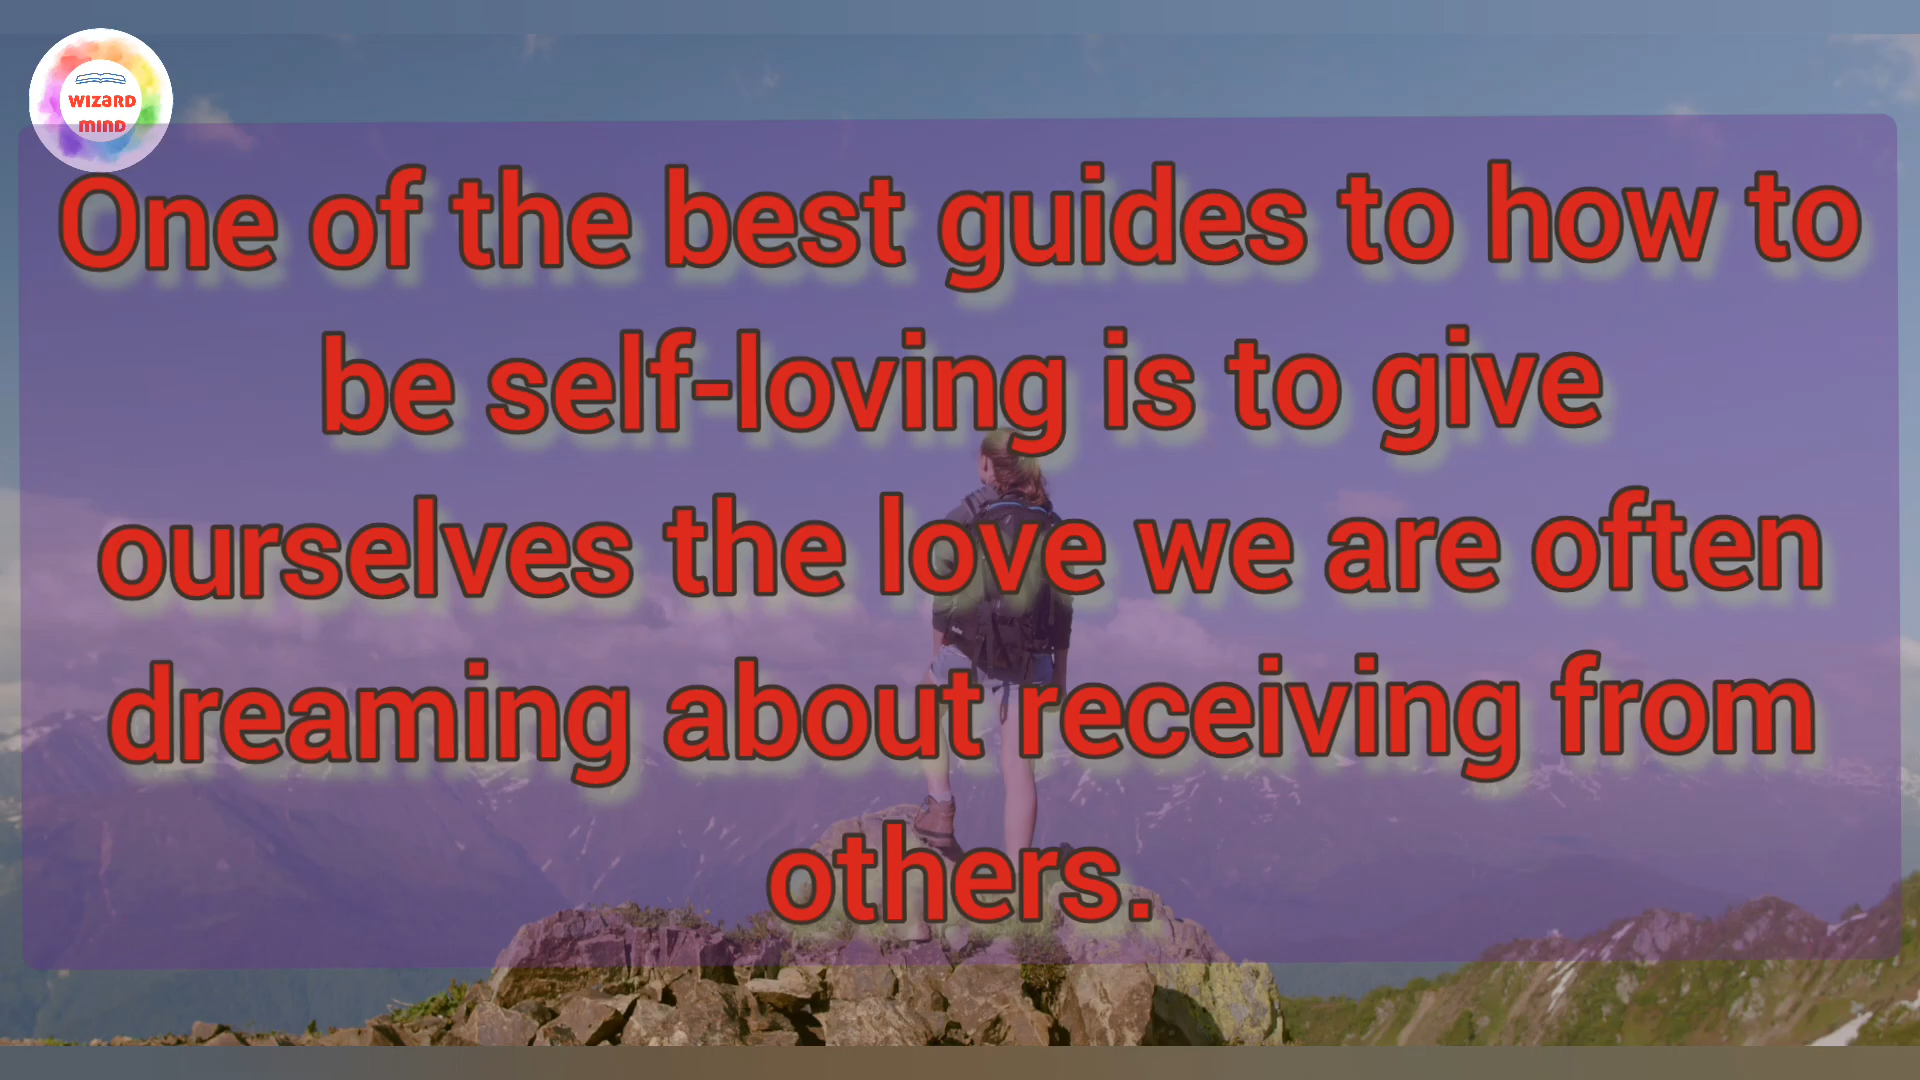 WIZARD
MIND
One of the best guides to how to
be self-loving is to give
ourselves the love we are often
dreaming about receiving from
others.